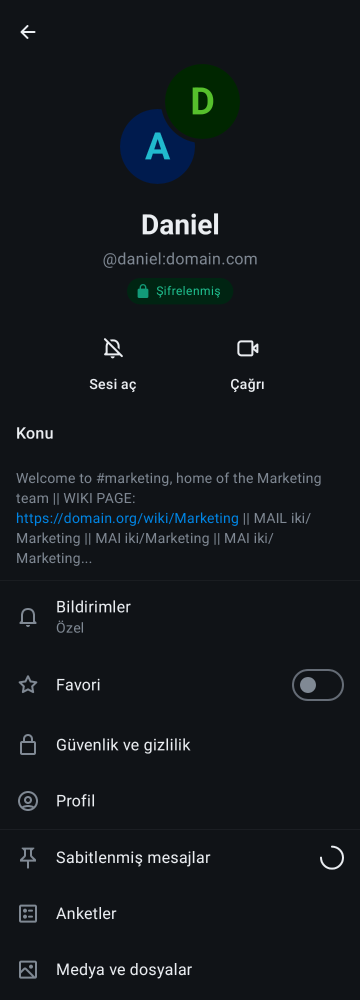 D
A
Daniel
@daniel:domain.com
Şifrelenmiş
Sesi aç
Çağrı
Konu
Welcome to #marketing, home of the Marketing
team || WIKI PAGE:
https://domain.org/wiki/Marketing || MAIL iki/
Marketing || MAI iki/Marketing || MAI iki/
Marketing...
Bildirimler
Özel
Favori
Güvenlik ve gizlilik
Profil
Sabitlenmiş mesajlar
Anketler
Medya ve dosyalar